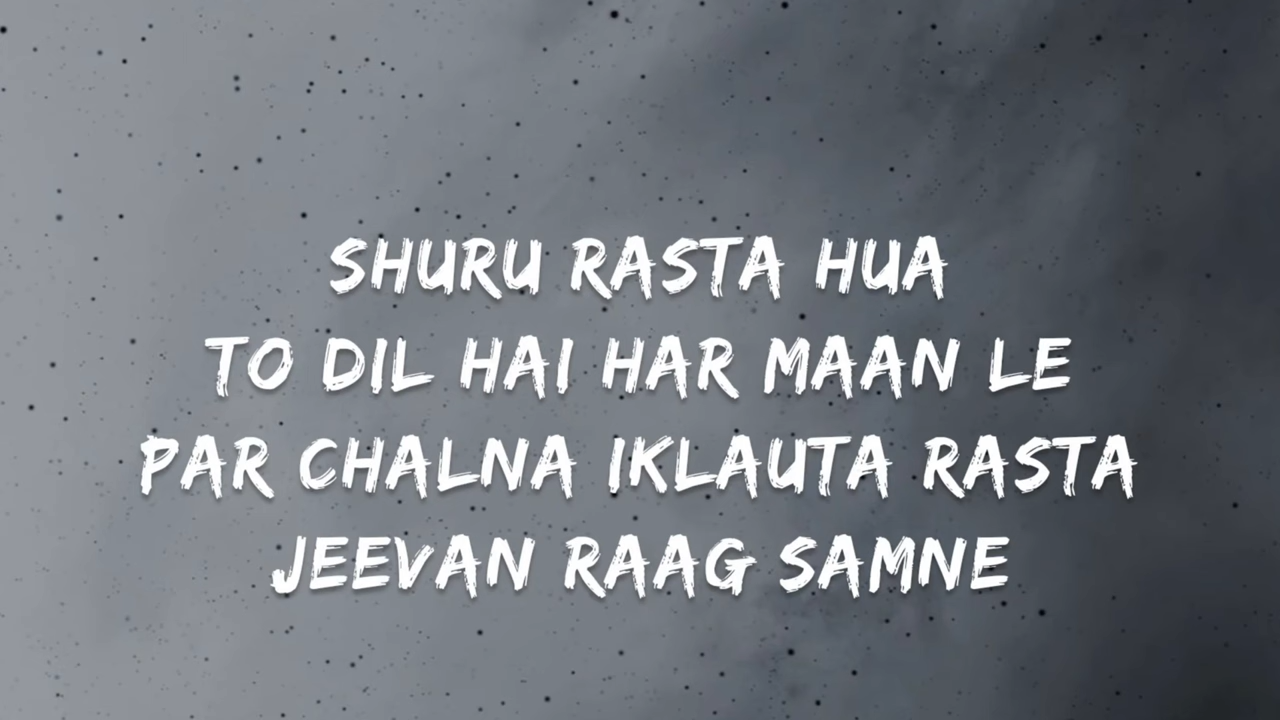 SHURU RASTA HUA
TO DIL HAI HAR MAAN LE
PAR CHALNA IKLAUTA RASTA
JEEVAN RAAG SAMNE